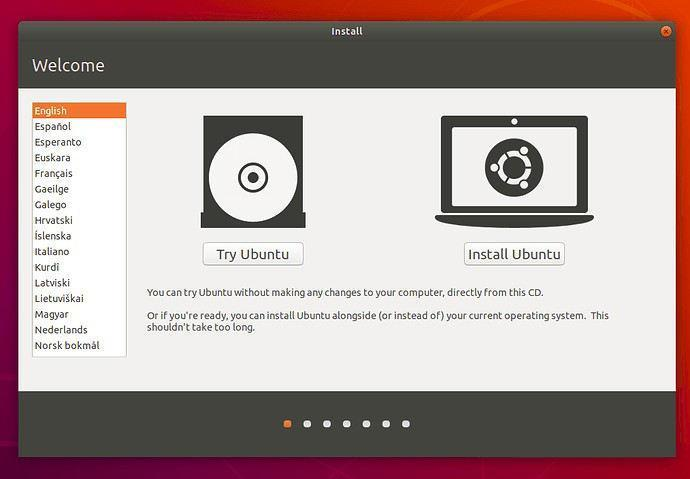 Install
Welcome
English
Español
Esperanto
Euskara
Français
Gaeilge
Galego
Hrvatski
Íslenska
Italiano
Kurdî
Latviski
Lietuviškai
Magyar
Nederlands
Norsk bokmål
Try Ubuntu
Install Ubuntu
You can try Ubuntu without making any changes to your computer, directly from this CD.
Or if you're ready, you can install Ubuntu alongside (or instead of) your current operating system. This
shouldn't take too long.